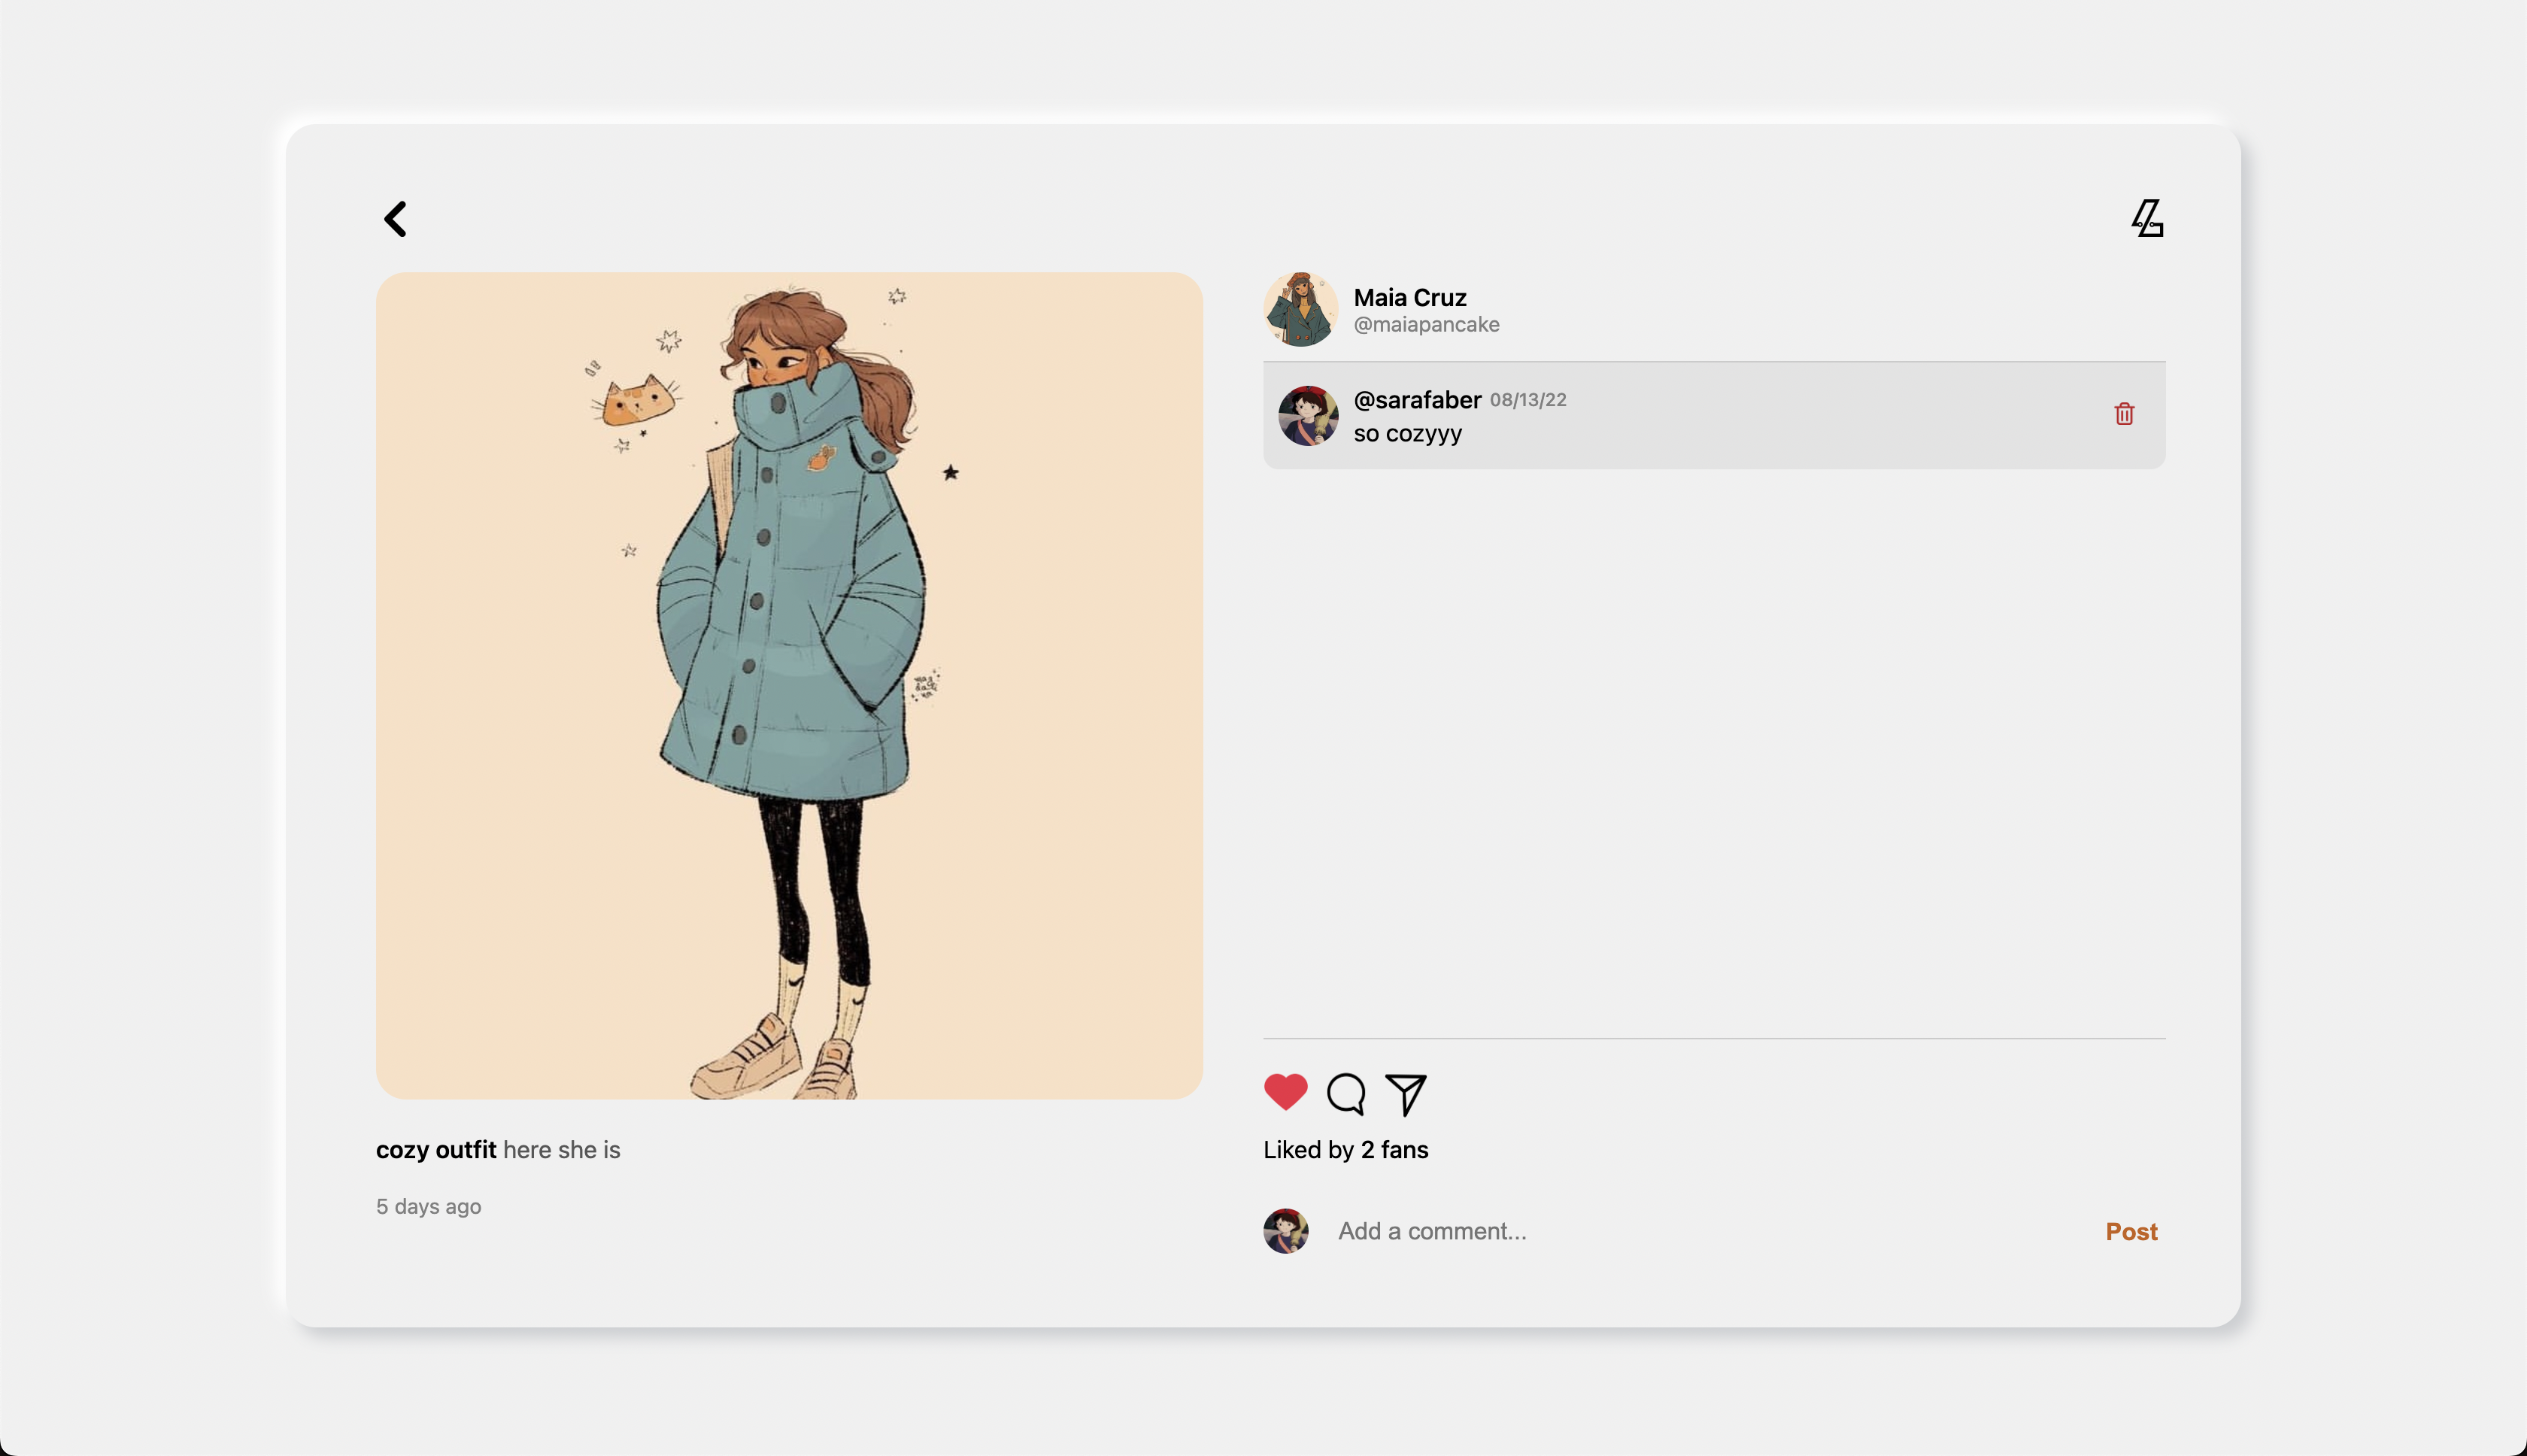 Maia Cruz
@maiapancake
@sarafaber 08/13/22
so cozyyy
cozy outfit here she is
5 days ago
Liked by 2 fans
Add a comment...
Post